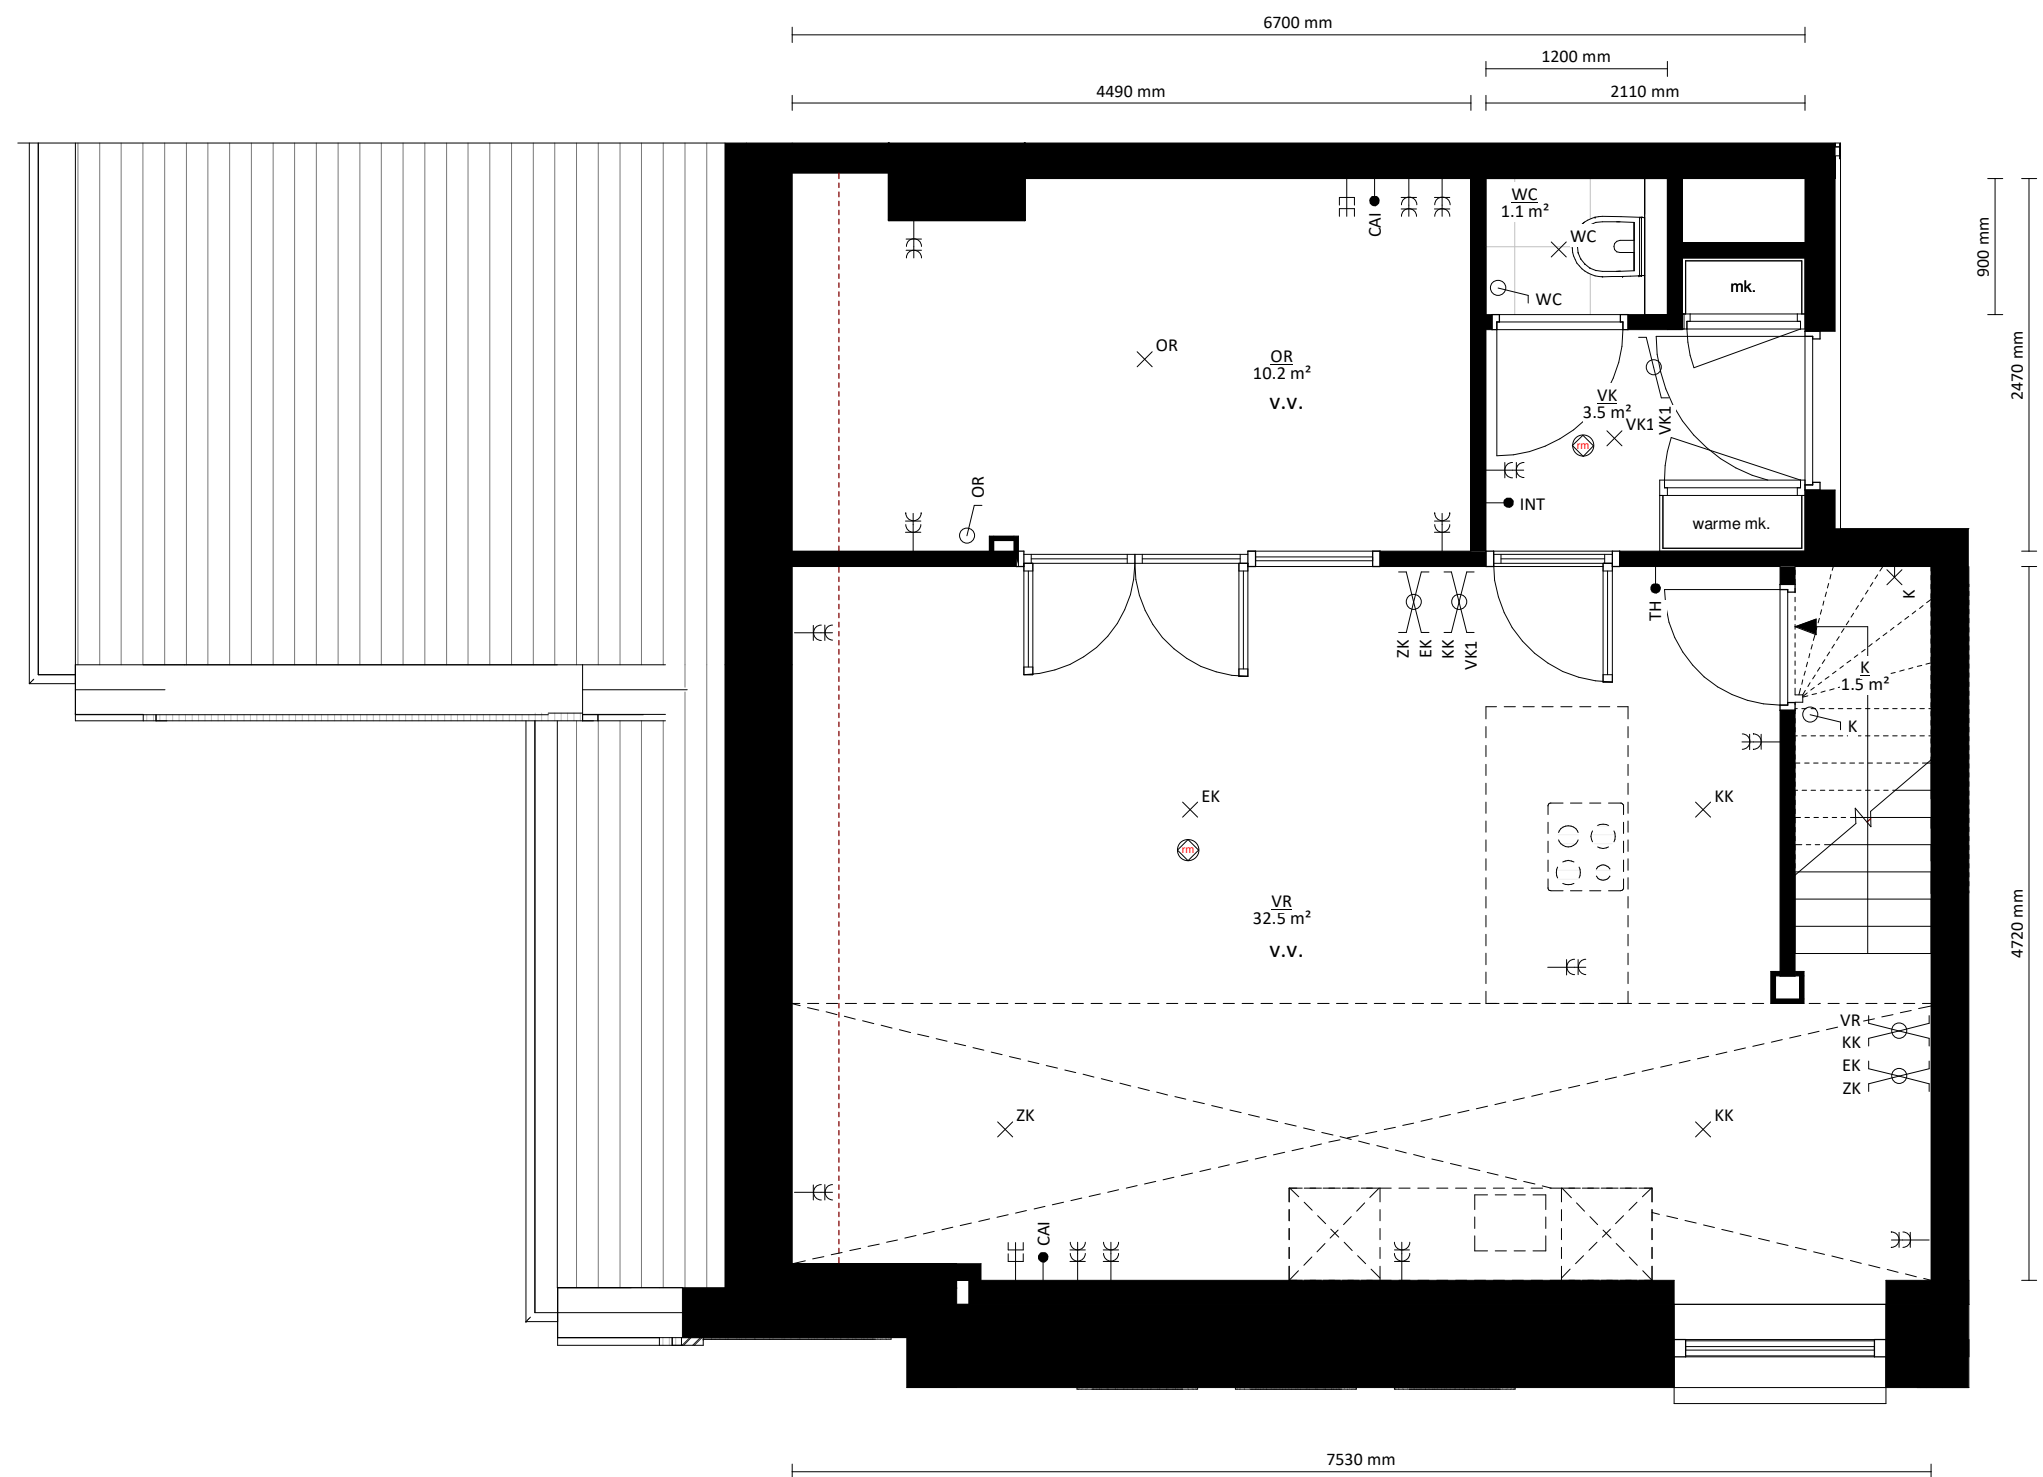 6700 mm
1200 mm
4490 mm
2110 mm
900 mm
2470 mm
CAI
WC
1.1 m²
WC
WC
mk.
OR
OR
10.2 m²
v.v.
VK
3.5 m²
VK1
VK1
rm
OR
INT
warme mk.
TH
ZK
EK
KK
VK1
K
K
1.5 m²
K
EK
KK
rm
VR
32.5 m²
v.v.
4720 mm
VR
KK
EK
ZK
ZK
KK
CAI
7530 mm